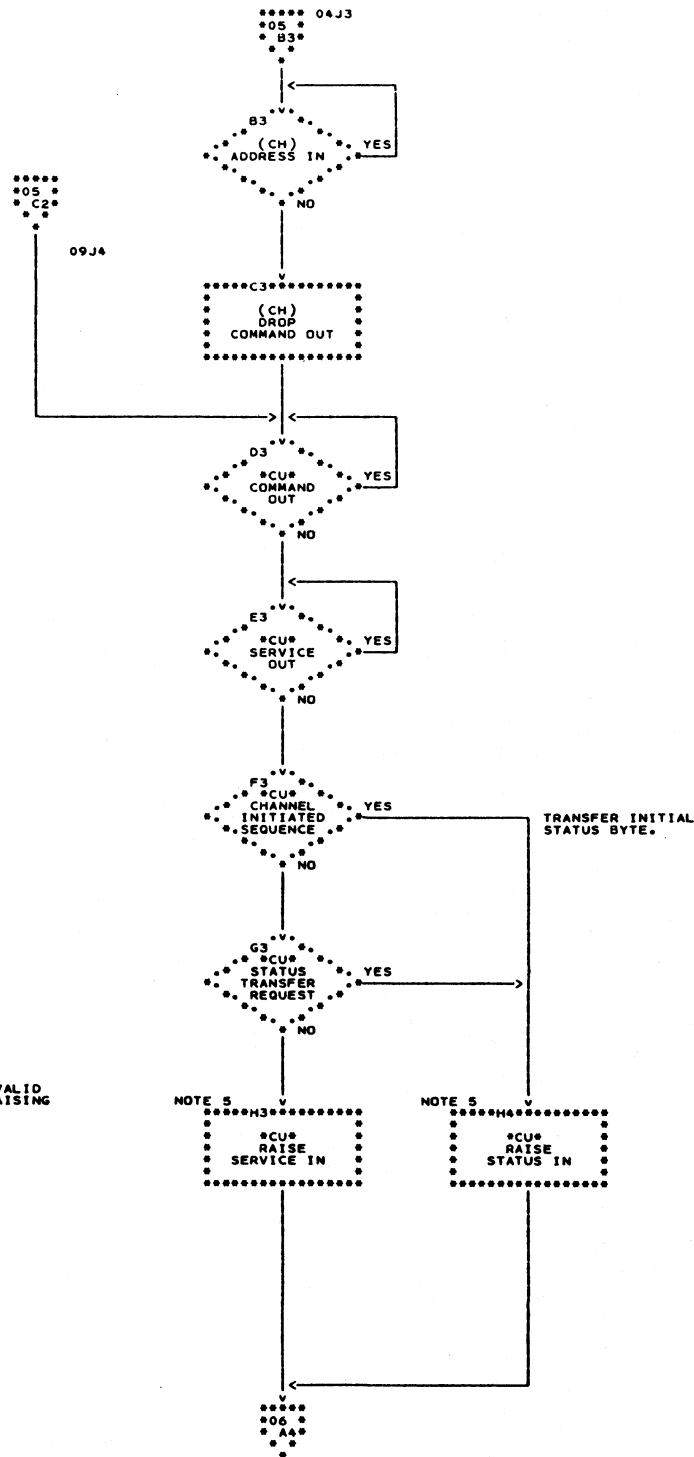 04J3
05
B3
B3
(CH)
ADDRESS IN
YES
NO
05
C2
09J4
C3
(CH)
DROP
COMMAND OUT
D3
*CU*
COMMAND
OUT
YES
NO
E3
*CU*
SERVICE
OUT
YES
NO
F3
*CU*
CHANNEL
INITIATED
SEQUENCE
YES
NO
TRANSFER INITIAL
STATUS BYTE.
G3
*CU*
STATUS
TRANSFER
REQUEST
YES
NO
VALID
AISING
NOTE 5
H3
*CU*
RAISE
SERVICE IN
NOTE 5
H4
*CU*
RAISE
STATUS IN
06
A4